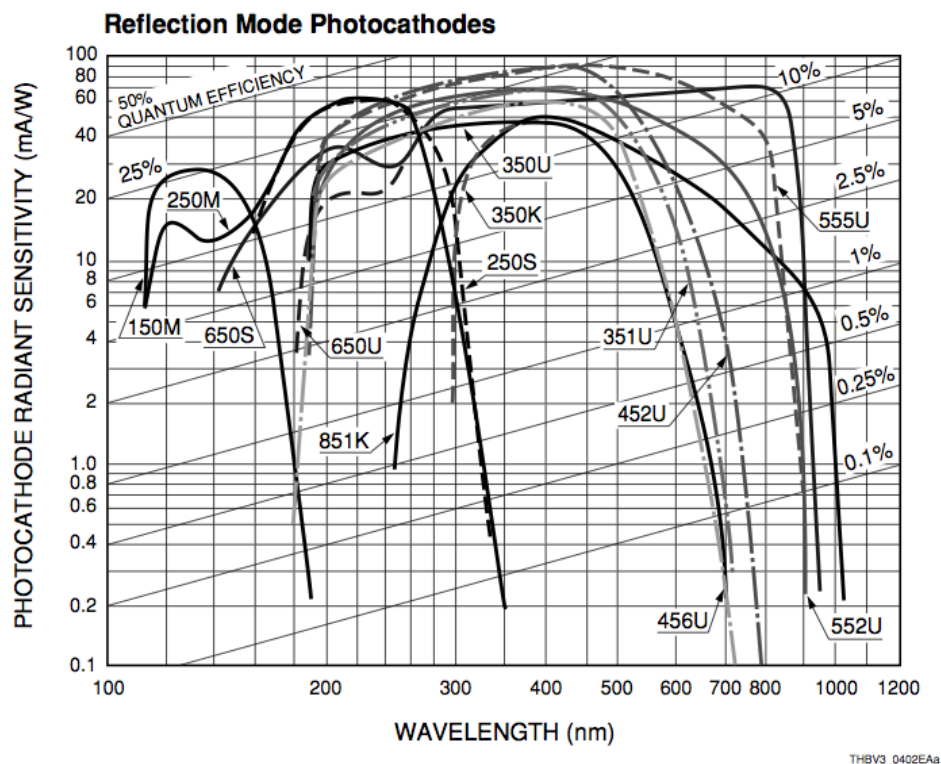 Reflection Mode Photocathodes
PHOTOCATHODE RADIANT SENSITIVITY (mA/W)
100
80
60
40
20
10
8
6
4
2
1.0
0.8
0.6
0.4
0.2
0.1
50%
QUANTUM EFFICIENCY
25%
10%
5%
2.5%
1%
0.5%
0.25%
0.1%
250M
150M
650S
650U
851K
350U
350K
250S
555U
351U
452U
456U
552U
100
200
300
400
500
600
700
800
1000
1200
WAVELENGTH (nm)
THBV3_0402EAa